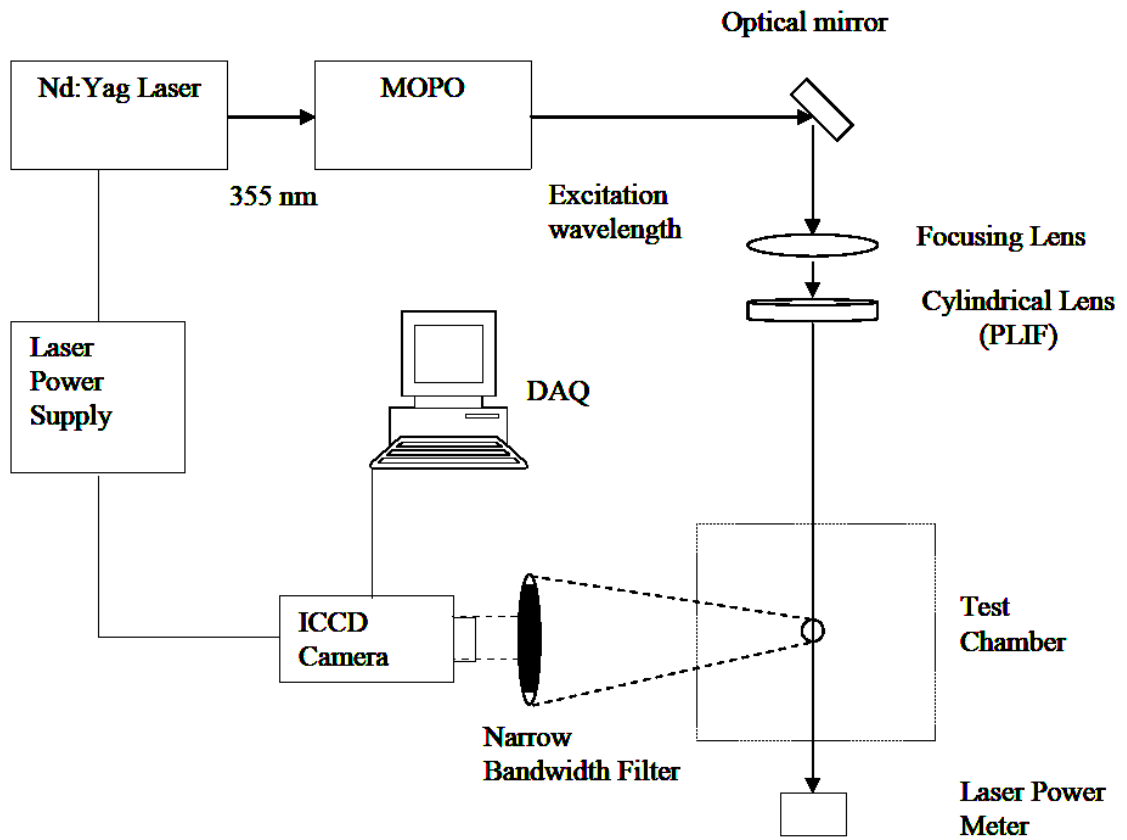 Optical mirror
Nd:Yag Laser
MOPO
355 nm
Excitation
wavelength
Focusing Lens
Cylindrical Lens
(PLIF)
Laser
Power
Supply
DAQ
ICCD
Camera
Test
Chamber
Narrow
Bandwidth Filter
Laser Power
Meter